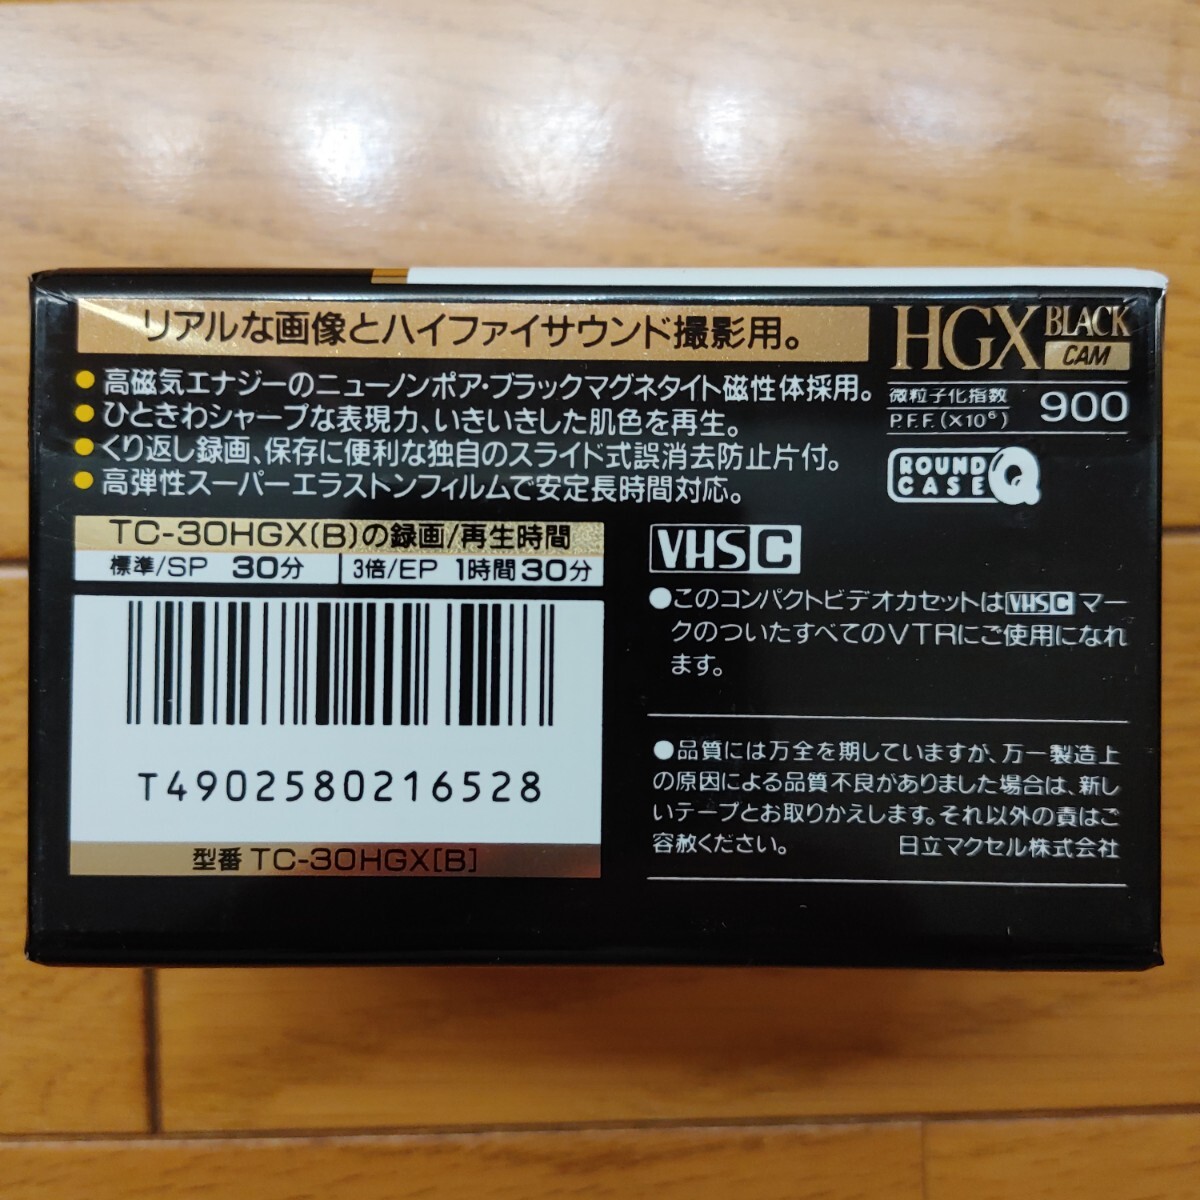 リアルな画像とハイファイサウンド撮影用。
HGX BLACK CAM
微粒子化指数 P.F.F.(×10⁶) 900
ROUND CASE Q
●高磁気エナジーのニューノンポア・ブラックマグネタイト磁性体採用。
●ひときわシャープな表現力、いきいきした肌色を再生。
●くり返し録画、保存に便利な独自のスライド式誤消去防止片付。
●高弾性スーパーエラストンフィルムで安定長時間対応。
TC-30HGX(B)の録画/再生時間
標準/SP 30分 3倍/EP 1時間30分
T4902580216528
型番 TC-30HGX[B]
VHS C
●このコンパクトビデオカセットはVHS Cマー
クのついたすべてのVTRにご使用になれ
ます。
●品質には万全を期していますが、万一製造上
の原因による品質不良がありました場合は、新し
いテープとお取りかえします。それ以外の責はご
容赦ください。 日立マクセル株式会社